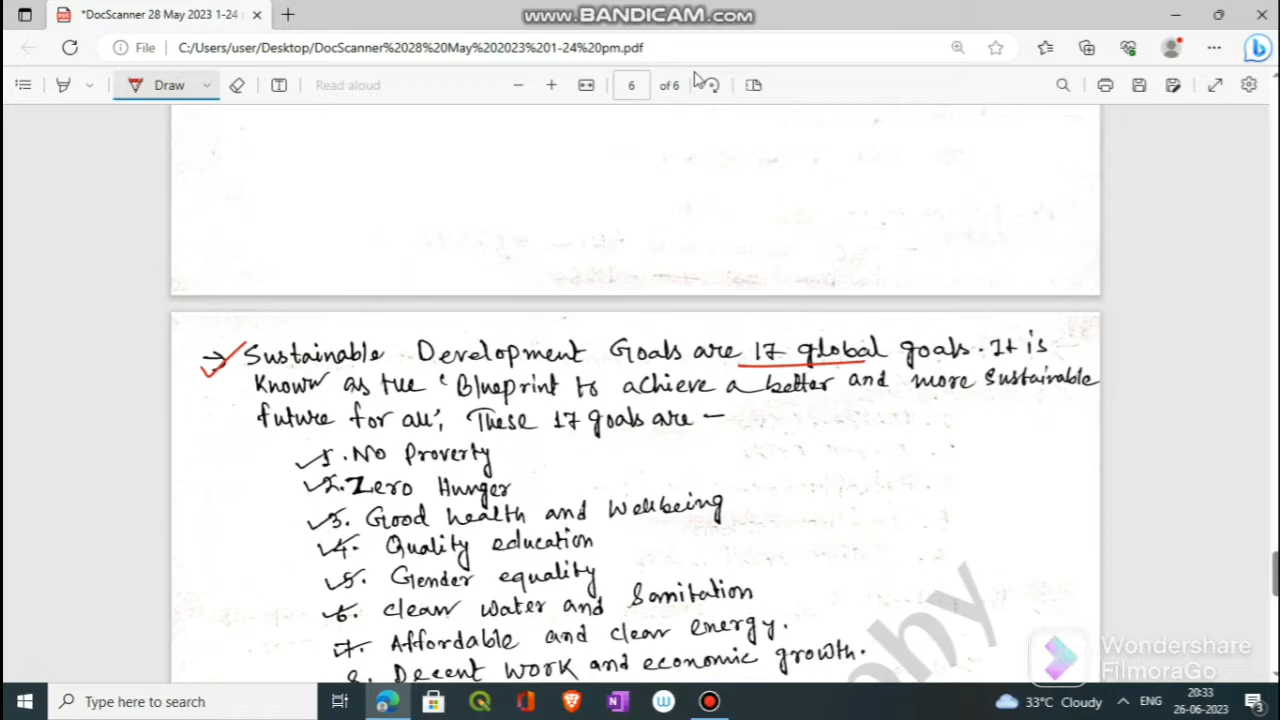 *DocScanner 28 May 2023 1-24 p
www.BANDICAM.com
File
C:/Users/user/Desktop/DocScanner%2028%20May%202023%201-24%20pm.pdf
Draw
Read aloud
6
of 6
→ Sustainable Development Goals are 17 global goals. It is
Known as the 'Blueprint to achieve a better and more sustainable
future for all'. These 17 goals are —
1. No Proverty
2. Zero Hunger
3. Good health and Wellbeing
4. Quality education
5. Gender equality
6. Clean water and Sanitation
7. Affordable and clean energy.
8. Decent work and economic growth.
ophy
Wondershare
FilmoraGo
Type here to search
33°C Cloudy
ENG
20:33
26-06-2023
3